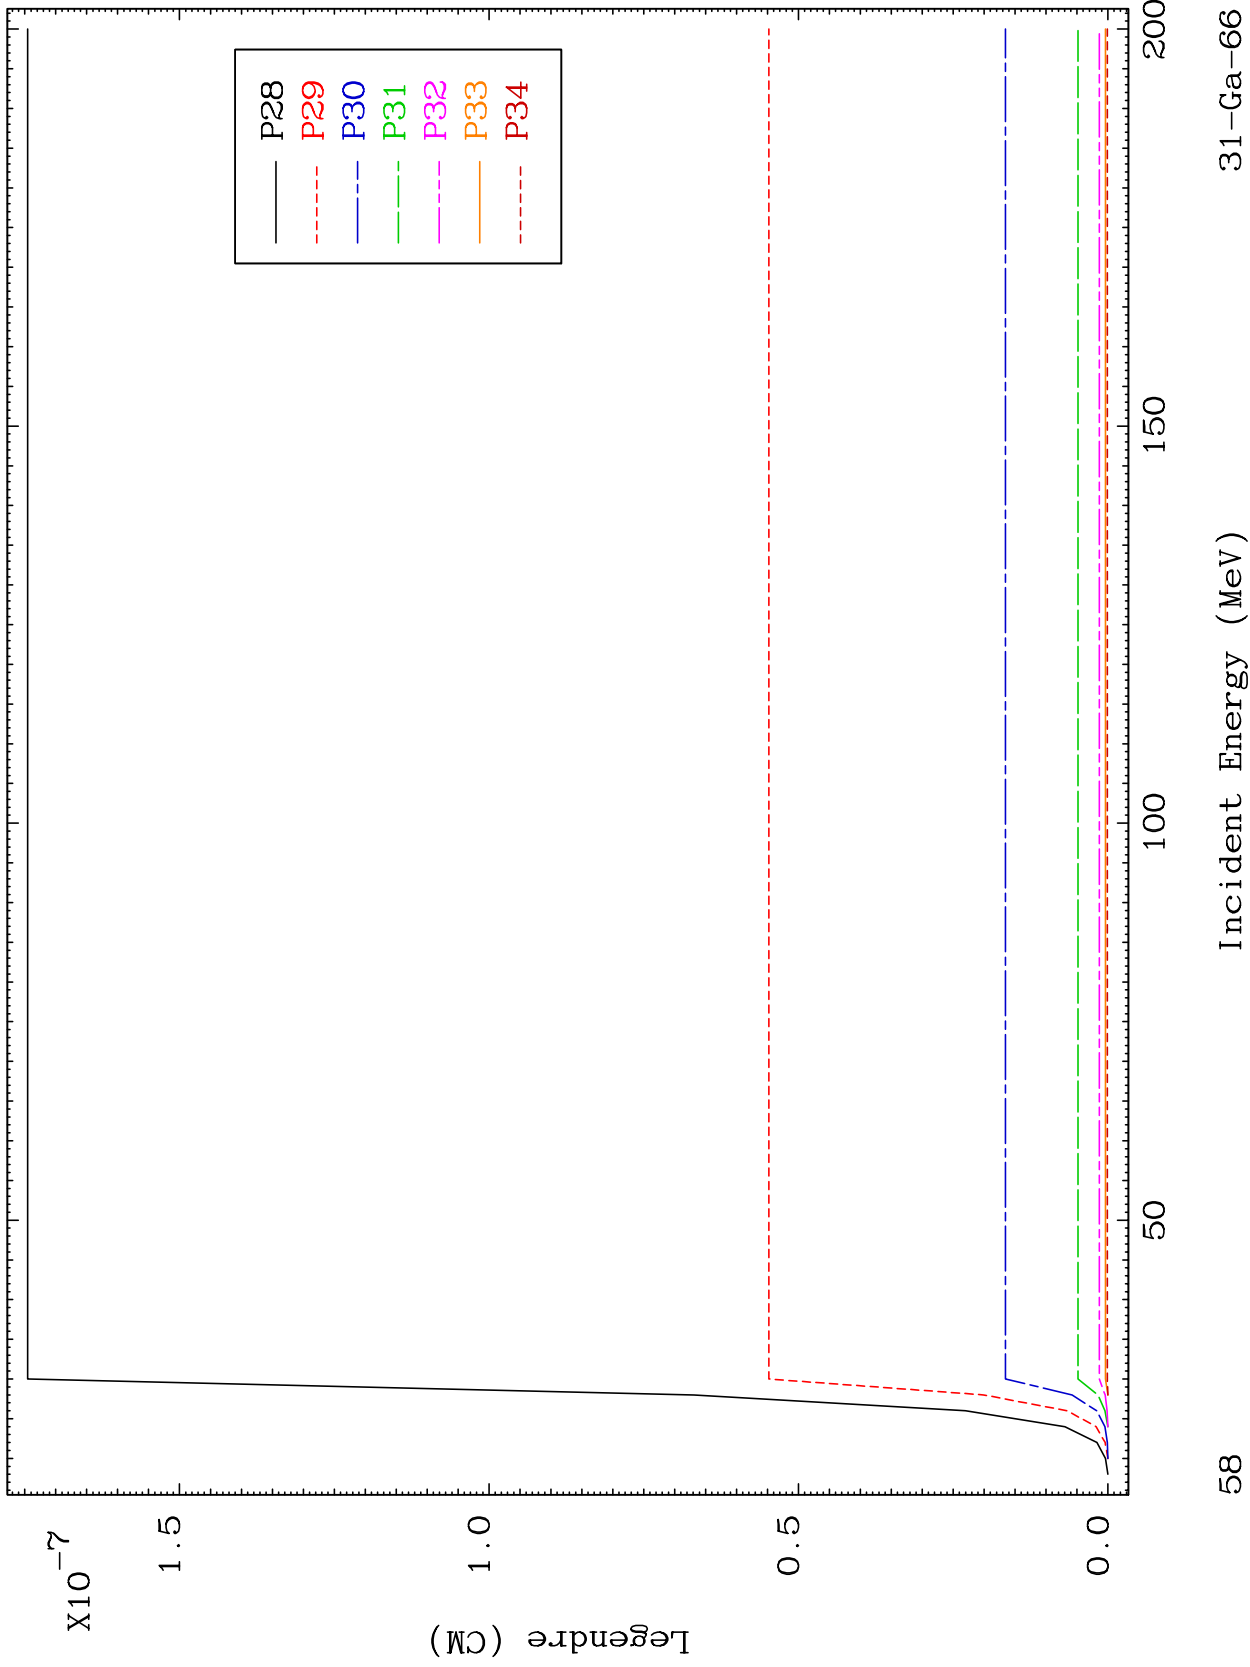 X10-7
1.5
1.0
0.5
0.0
Legendre (CM)
P28
P29
P30
P31
P32
P33
P34
50
100
150
200
58
Incident Energy (MeV)
31-Ga-66